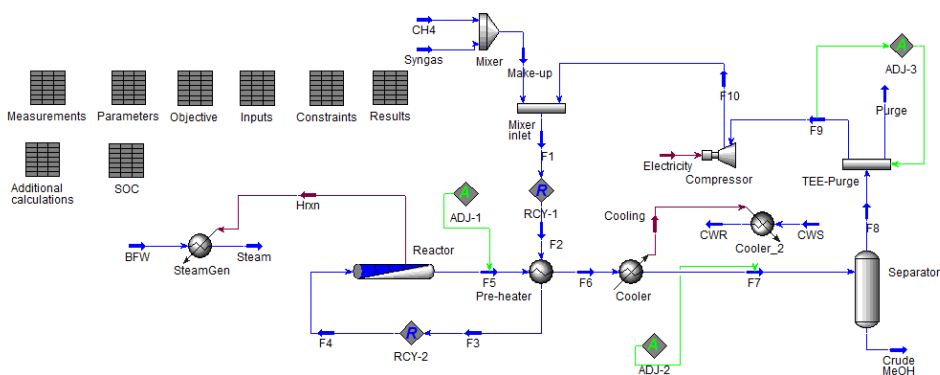 CH4
Syngas
Mixer
Make-up
A
ADJ-3
Purge
F10
F9
Measurements
Parameters
Objective
Inputs
Constraints
Results
Mixer
inlet
F1
Electricity
Compressor
TEE-Purge
Additional
calculations
SOC
Hrxn
A
ADJ-1
R
RCY-1
Cooling
F8
BFW
SteamGen
Steam
Reactor
F2
CWR
Cooler_2
CWS
F5
Pre-heater
F6
Cooler
F7
Separator
F4
R
RCY-2
F3
A
ADJ-2
Crude
MeOH